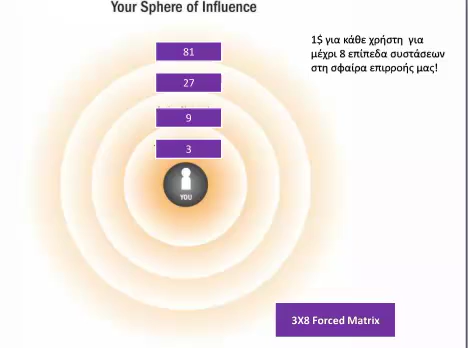 Your Sphere of Influence
1$ για κάθε χρήστη για
μέχρι 8 επίπεδα συστάσεων
στη σφαίρα επιρροής μας!
81
27
9
3
YOU
3X8 Forced Matrix